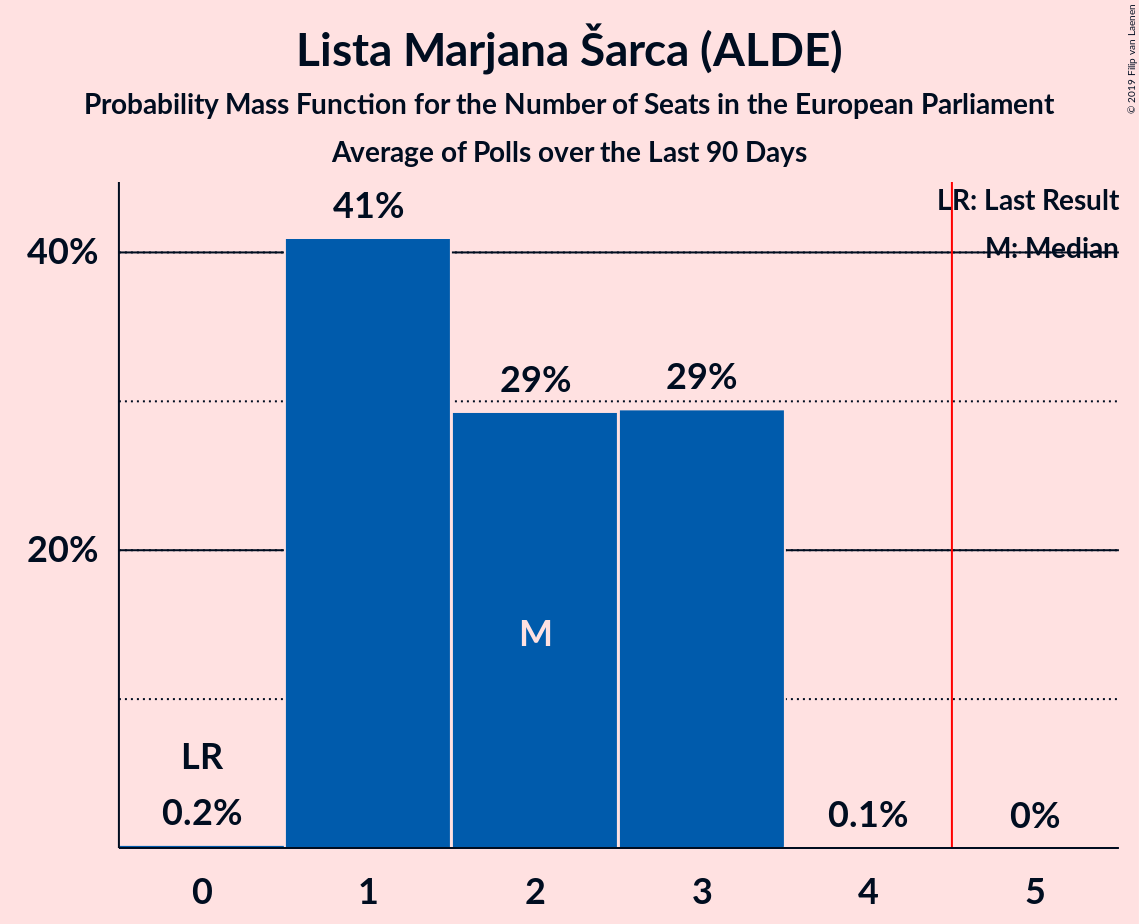 Lista Marjana Šarca (ALDE)
Probability Mass Function for the Number of Seats in the European Parliament
Average of Polls over the Last 90 Days
© 2019 Filip van Laenen
LR: Last Result
M: Median
41%
40%
29%
29%
20%
M
LR
0.2%
0.1%
0%
0
1
2
3
4
5